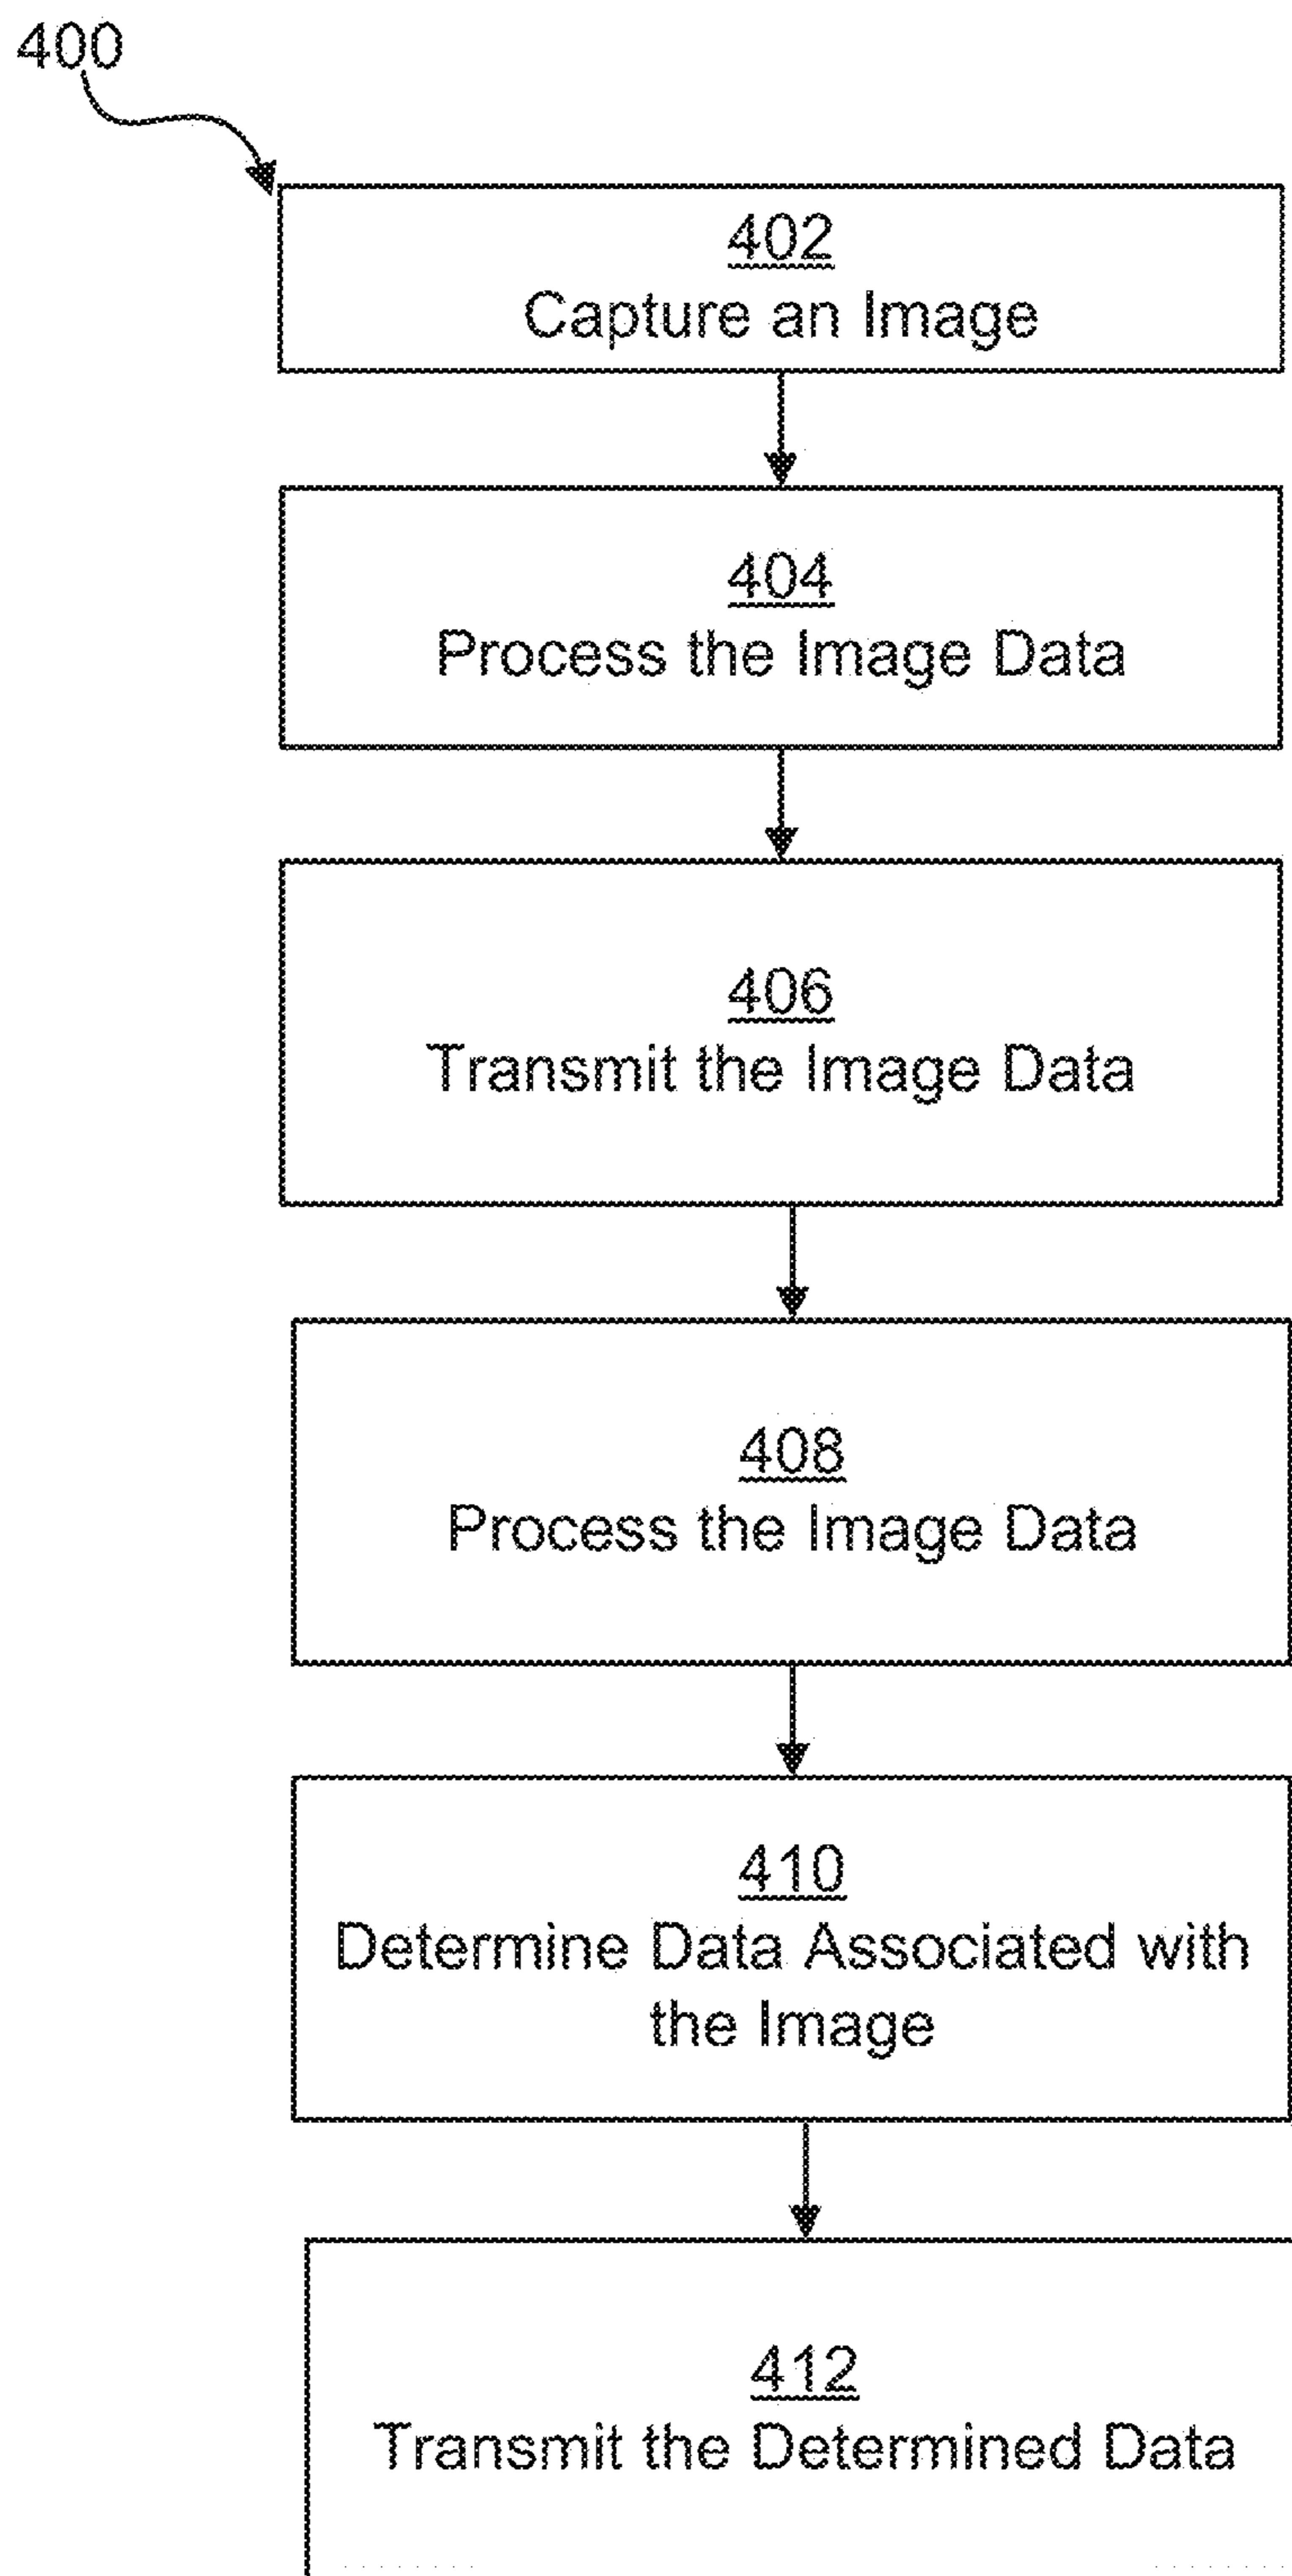 400
402
Capture an Image
404
Process the Image Data
406
Transmit the Image Data
408
Process the Image Data
410
Determine Data Associated with
the Image
412
Transmit the Determined Data